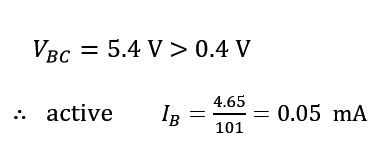 V_BC = 5.4 V > 0.4 V
∴ active I_B = 4.65/101 = 0.05 mA